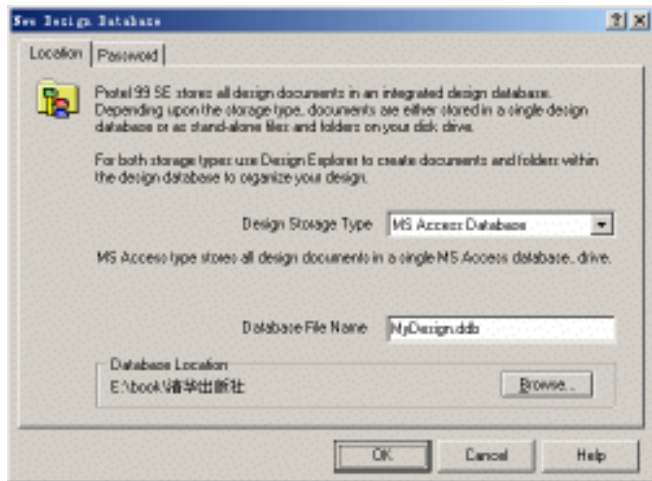 New Design Database
Location Password
Protel 99 SE stores all design documents in an integrated design database.
Depending upon the storage type, documents are either stored in a single design
database or as stand-alone files and folders on your disk drive.
For both storage types use Design Explorer to create documents and folders within
the design database to organize your design.
Design Storage Type MS Access Database
MS Access type stores all design documents in a single MS Access database. drive.
Database File Name MyDesign.ddb
Database Location
E:\book\清华出版社
Browse...
OK Cancel Help